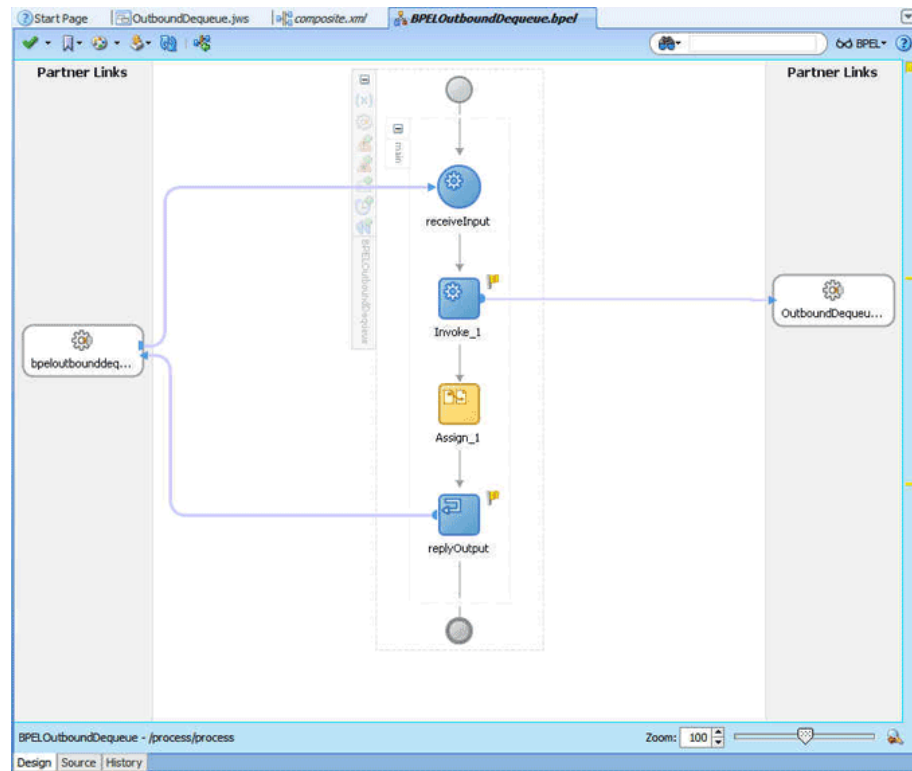 Start Page OutboundDequeue.jws composite.xml BPELOutboundDequeue.bpel
BPEL
Partner Links
Partner Links
main
receiveInput
BPELOutboundDequeue
Invoke_1
OutboundDequeu...
bpeloutbounddeq...
Assign_1
replyOutput
BPELOutboundDequeue - /process/process
Zoom: 100
Design Source History